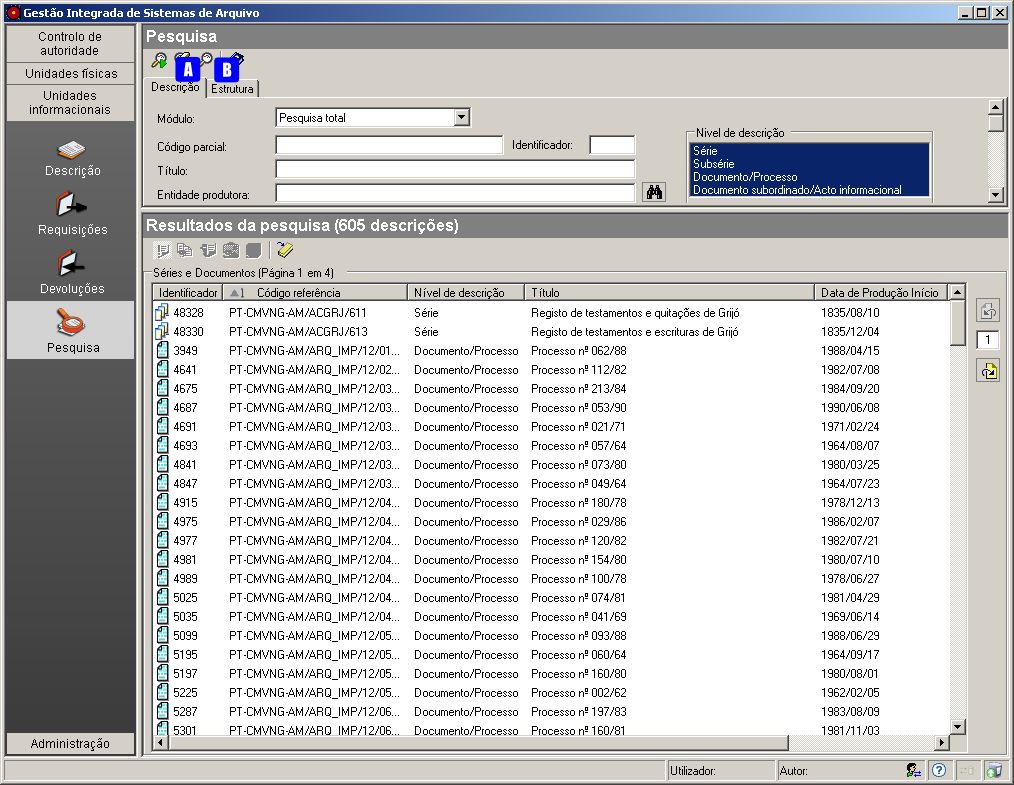 Gestão Integrada de Sistemas de Arquivo
Controlo de
autoridade
Unidades físicas
Unidades
informacionais
Descrição
Requisições
Devoluções
Pesquisa
Administração
Pesquisa
A B
Descrição Estrutura
Módulo: Pesquisa total
Código parcial: Identificador:
Título:
Entidade produtora:
Nível de descrição
Série
Subsérie
Documento/Processo
Documento subordinado/Acto informacional
Resultados da pesquisa (605 descrições)
Séries e Documentos (Página 1 em 4)
Identificador 1 Código referência Nível de descrição Título Data de Produção Início
48328 PT-CMVNG-AM/ACGRJ/611 Série Registo de testamentos e quitações de Grijó 1835/08/10
48330 PT-CMVNG-AM/ACGRJ/613 Série Registo de testamentos e escrituras de Grijó 1835/12/04
3949 PT-CMVNG-AM/ARQ_IMP/12/01... Documento/Processo Processo nº 062/88 1988/04/15
4641 PT-CMVNG-AM/ARQ_IMP/12/02... Documento/Processo Processo nº 112/82 1982/07/08
4675 PT-CMVNG-AM/ARQ_IMP/12/03... Documento/Processo Processo nº 213/84 1984/09/20
4687 PT-CMVNG-AM/ARQ_IMP/12/03... Documento/Processo Processo nº 053/90 1990/06/08
4691 PT-CMVNG-AM/ARQ_IMP/12/03... Documento/Processo Processo nº 021/71 1971/02/24
4693 PT-CMVNG-AM/ARQ_IMP/12/03... Documento/Processo Processo nº 057/64 1964/08/07
4841 PT-CMVNG-AM/ARQ_IMP/12/03... Documento/Processo Processo nº 073/80 1980/03/25
4847 PT-CMVNG-AM/ARQ_IMP/12/03... Documento/Processo Processo nº 049/64 1964/07/23
4915 PT-CMVNG-AM/ARQ_IMP/12/04... Documento/Processo Processo nº 180/78 1978/12/13
4975 PT-CMVNG-AM/ARQ_IMP/12/04... Documento/Processo Processo nº 029/86 1986/02/07
4977 PT-CMVNG-AM/ARQ_IMP/12/04... Documento/Processo Processo nº 120/82 1982/07/21
4981 PT-CMVNG-AM/ARQ_IMP/12/04... Documento/Processo Processo nº 154/80 1980/07/10
4989 PT-CMVNG-AM/ARQ_IMP/12/04... Documento/Processo Processo nº 100/78 1978/06/27
5025 PT-CMVNG-AM/ARQ_IMP/12/04... Documento/Processo Processo nº 074/81 1981/04/29
5035 PT-CMVNG-AM/ARQ_IMP/12/04... Documento/Processo Processo nº 041/69 1969/06/14
5099 PT-CMVNG-AM/ARQ_IMP/12/05... Documento/Processo Processo nº 093/88 1988/06/29
5195 PT-CMVNG-AM/ARQ_IMP/12/05... Documento/Processo Processo nº 060/64 1964/09/17
5197 PT-CMVNG-AM/ARQ_IMP/12/05... Documento/Processo Processo nº 160/80 1980/08/01
5225 PT-CMVNG-AM/ARQ_IMP/12/05... Documento/Processo Processo nº 002/62 1962/02/05
5287 PT-CMVNG-AM/ARQ_IMP/12/06... Documento/Processo Processo nº 197/83 1983/08/09
5301 PT-CMVNG-AM/ARQ_IMP/12/06... Documento/Processo Processo nº 160/81 1981/11/03
1
Utilizador: Autor: